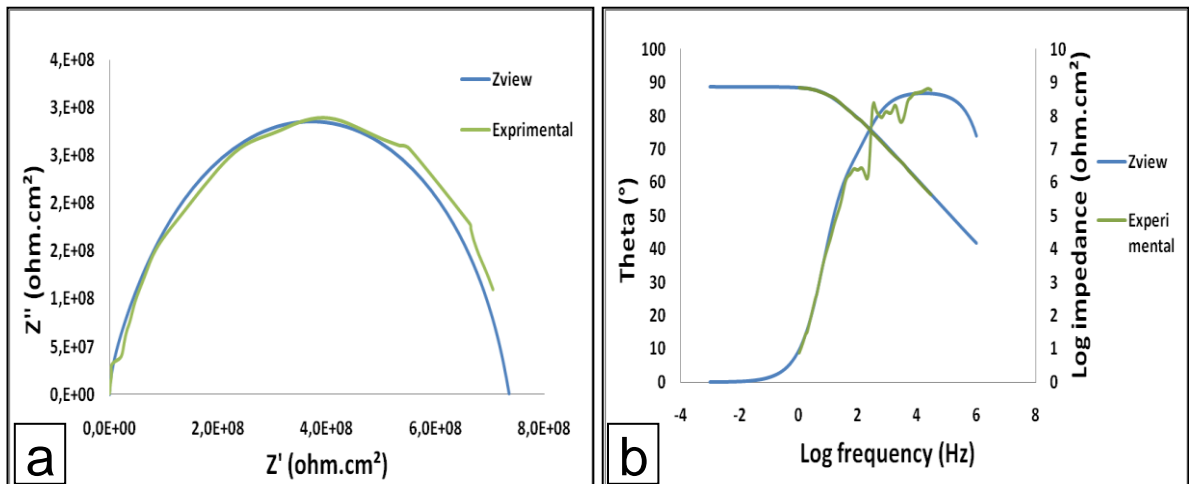 4,E+08
3,E+08
3,E+08
2,E+08
2,E+08
1,E+08
5,E+07
0,E+00
Z'' (ohm.cm²)
Zview
Exprimental
0,0E+00 2,0E+08 4,0E+08 6,0E+08 8,0E+08
Z' (ohm.cm²)
a
100
90
80
70
60
50
40
30
20
10
0
Theta (°)
10
9
8
7
6
5
4
3
2
1
0
Log impedance (ohm.cm²)
Zview
Experi
mental
-4 -2 0 2 4 6 8
Log frequency (Hz)
b